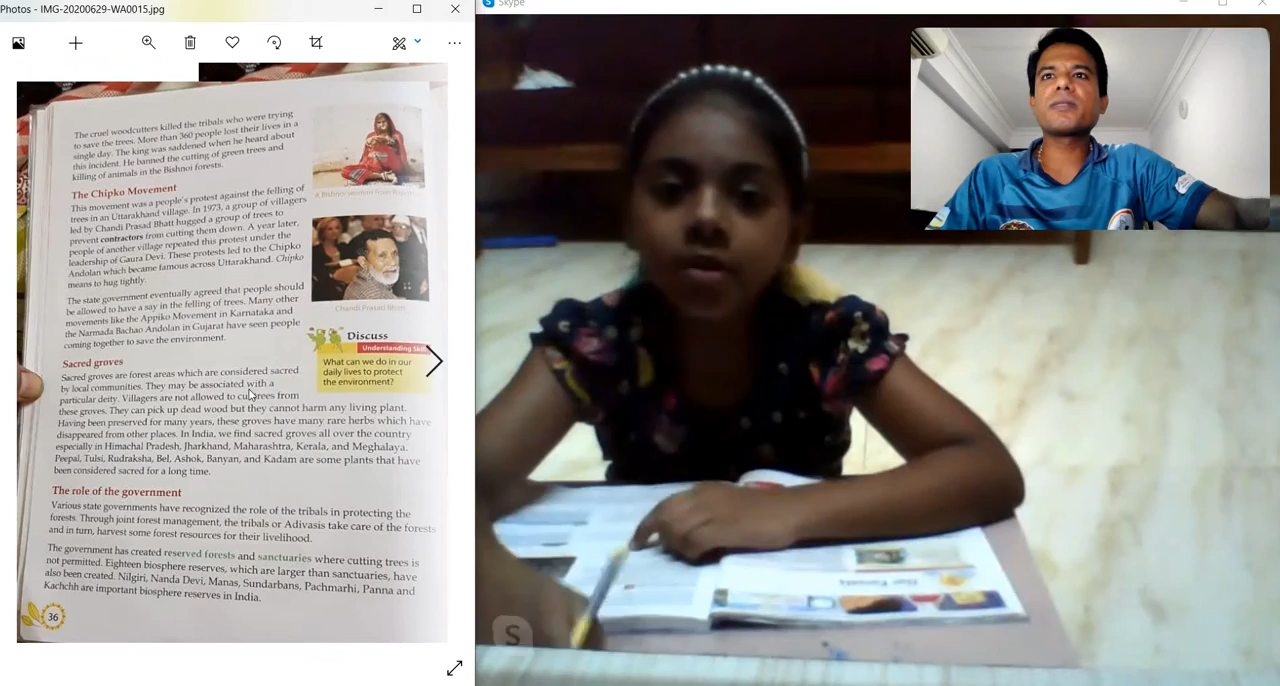 Photos - IMG-20200629-WA0015.jpg
Skype
The cruel woodcutters killed the tribals who were trying
to save the trees. More than 360 people lost their lives in a
single day. The king was saddened when he heard about
this incident. He banned the cutting of green trees and
killing of animals in the Bishnoi forests.
A Bishnoi woman from
The Chipko Movement
This movement was a people's protest against the felling of
trees in an Uttarakhand village. In 1973, a group of villagers
led by Chandi Prasad Bhatt hugged a group of trees to
prevent contractors from cutting them down. A year later,
people of another village repeated this protest under the
leadership of Gaura Devi. These protests led to the Chipko
Andolan which became famous across Uttarakhand. Chipko
means to hug tightly.
Chandi Prasad Bhatt
The state government eventually agreed that people should
be allowed to have a say in the felling of trees. Many other
movements like the Appiko Movement in Karnataka and
the Narmada Bachao Andolan in Gujarat have seen people
coming together to save the environment.
Discuss
Understanding
What can we do in our
daily lives to protect
the environment?
Sacred groves
Sacred groves are forest areas which are considered sacred
by local communities. They may be associated with a
particular deity. Villagers are not allowed to cut trees from
these groves. They can pick up dead wood but they cannot harm any living plant.
Having been preserved for many years, these groves have many rare herbs which have
disappeared from other places. In India, we find sacred groves all over the country
especially in Himachal Pradesh, Jharkhand, Maharashtra, Kerala, and Meghalaya.
Peepal, Tulsi, Rudraksha, Bel, Ashok, Banyan, and Kadam are some plants that have
been considered sacred for a long time.
The role of the government
Various state governments have recognized the role of the tribals in protecting the
forests. Through joint forest management, the tribals or Adivasis take care of the forests
and in turn, harvest some forest resources for their livelihood.
The government has created reserved forests and sanctuaries where cutting trees is
not permitted. Eighteen biosphere reserves, which are larger than sanctuaries, have
also been created. Nilgiri, Nanda Devi, Manas, Sundarbans, Pachmarhi, Panna and
Kachchh are important biosphere reserves in India.
36
S